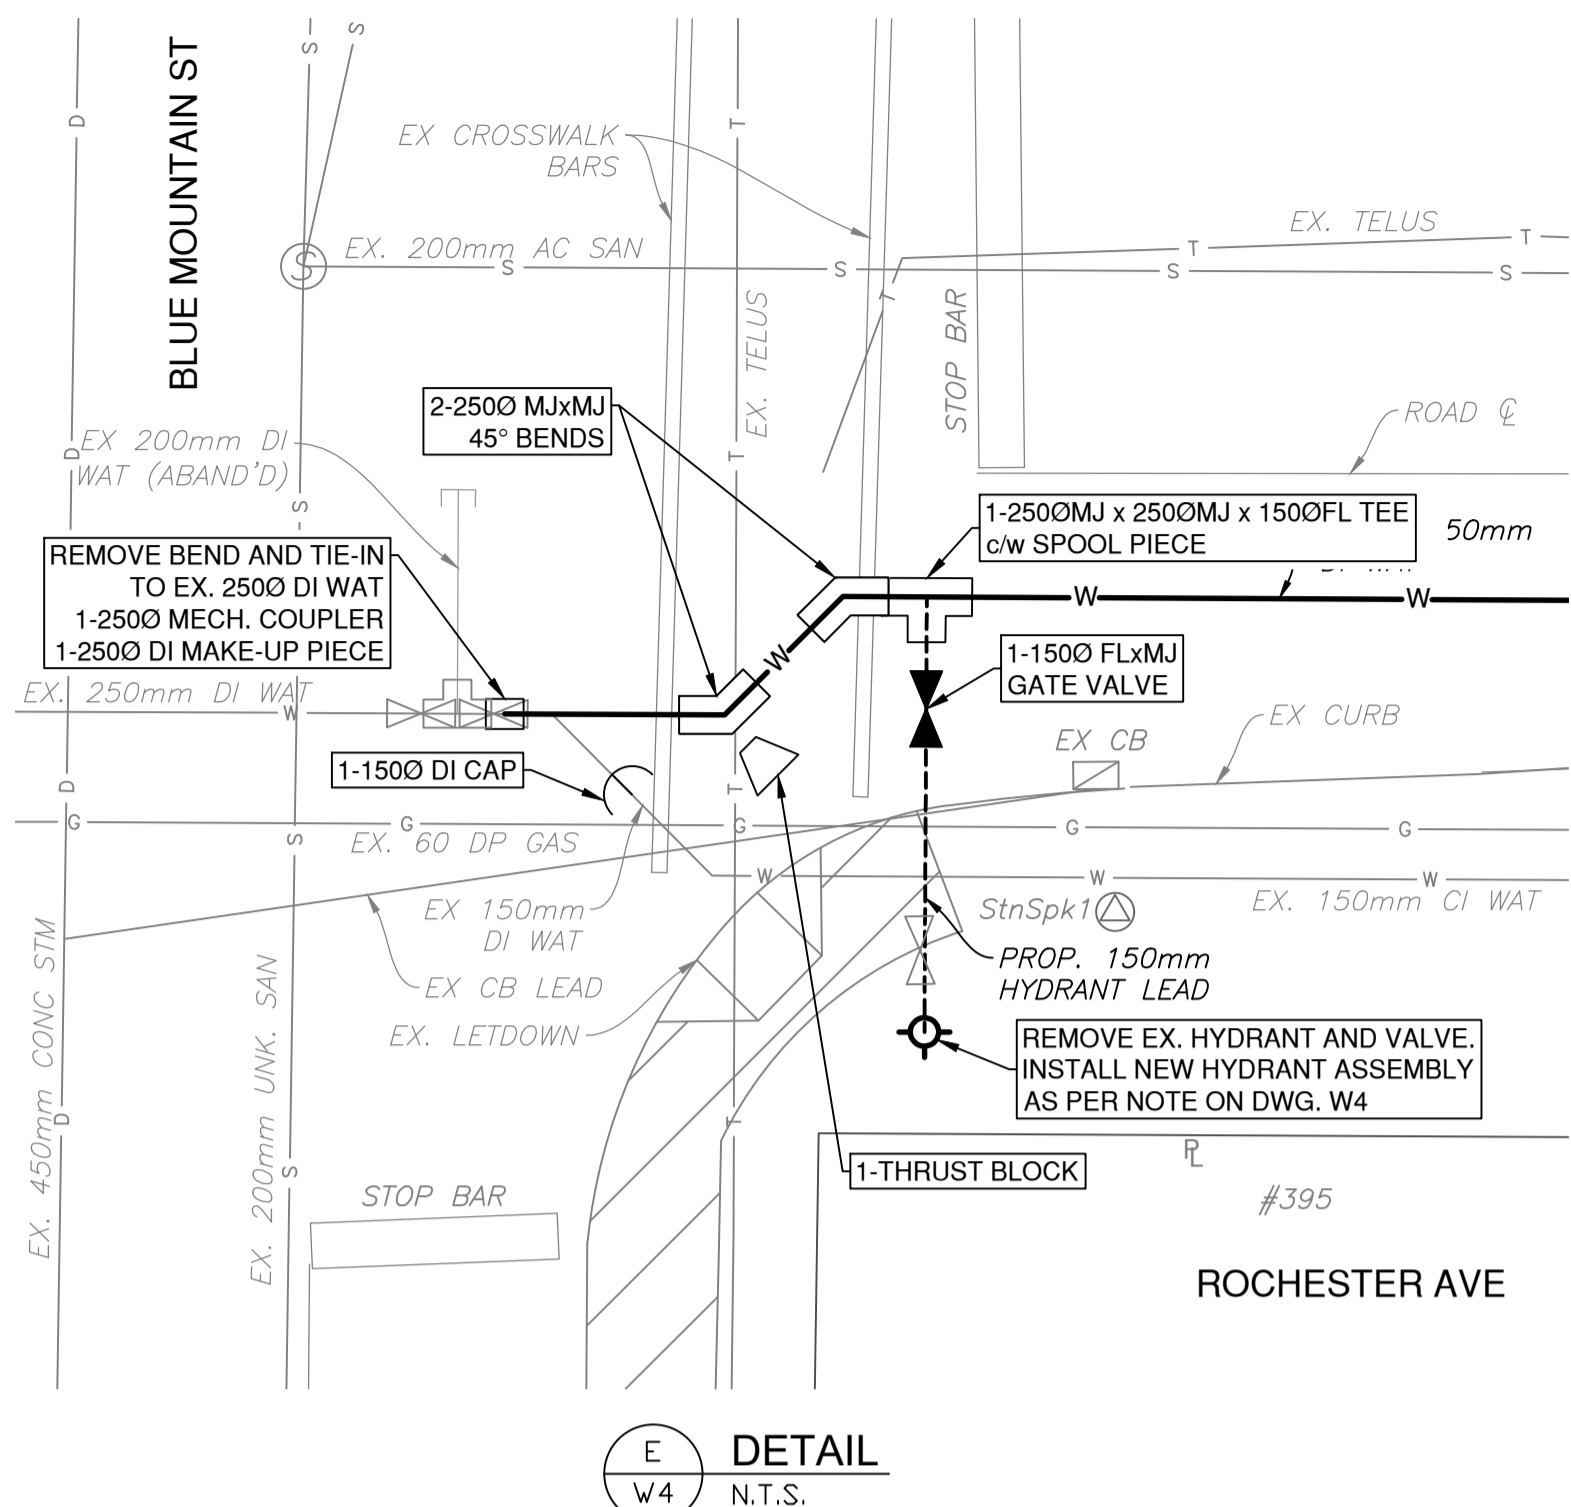 BLUE MOUNTAIN ST
EX CROSSWALK
BARS
EX. 200mm AC SAN
EX. TELUS
EX. TELUS
STOP BAR
ROAD ℄
2-250Ø MJxMJ
45° BENDS
EX 200mm DI
WAT (ABAND'D)
1-250ØMJ x 250ØMJ x 150ØFL TEE
c/w SPOOL PIECE
50mm
REMOVE BEND AND TIE-IN
TO EX. 250Ø DI WAT
1-250Ø MECH. COUPLER
1-250Ø DI MAKE-UP PIECE
1-150Ø FLxMJ
GATE VALVE
EX. 250mm DI WAT
EX CURB
EX CB
1-150Ø DI CAP
EX. 60 DP GAS
EX 150mm
DI WAT
StnSpk1
EX. 150mm CI WAT
PROP. 150mm
HYDRANT LEAD
EX CB LEAD
EX. LETDOWN
EX. 450mm CONC STM
EX. 200mm UNK. SAN
REMOVE EX. HYDRANT AND VALVE.
INSTALL NEW HYDRANT ASSEMBLY
AS PER NOTE ON DWG. W4
1-THRUST BLOCK
PL
#395
STOP BAR
ROCHESTER AVE
E
W4
DETAIL
N.T.S.